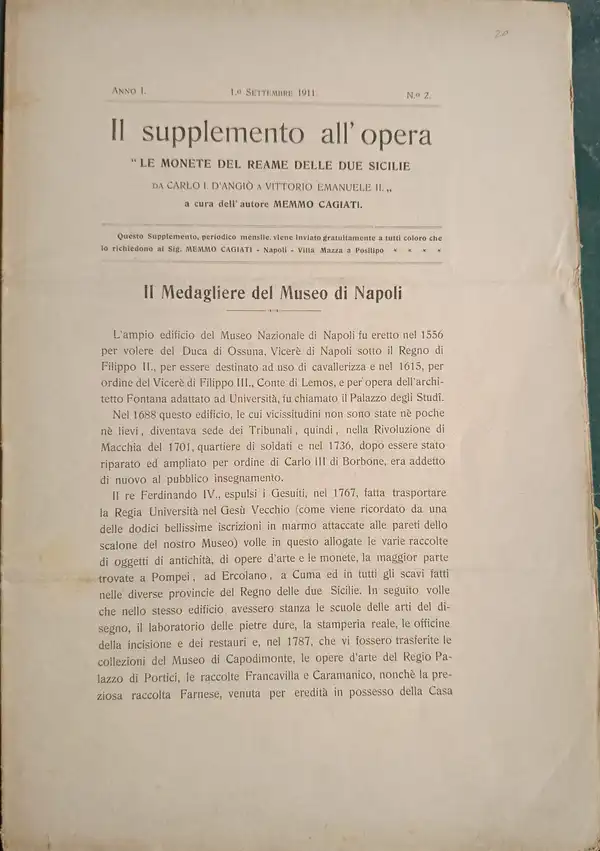 20
ANNO I.
1.º SETTEMBRE 1911
N.º 2.
Il supplemento all' opera
“ LE MONETE DEL REAME DELLE DUE SICILIE
DA CARLO I. D'ANGIÒ A VITTORIO EMANUELE II. „
a cura dell' autore MEMMO CAGIATI.
Questo Supplemento, periodico mensile, viene inviato gratuitamente a tutti coloro che
lo richiedono al Sig. MEMMO CAGIATI - Napoli - Villa Mazza a Posilipo
Il Medagliere del Museo di Napoli
L'ampio edificio del Museo Nazionale di Napoli fu eretto nel 1556
per volere del Duca di Ossuna, Vicerè di Napoli sotto il Regno di
Filippo II., per essere destinato ad uso di cavallerizza e nel 1615, per
ordine del Vicerè di Filippo III., Conte di Lemos, e per opera dell'archi-
tetto Fontana adattato ad Università, fu chiamato il Palazzo degli Studî.
Nel 1688 questo edificio, le cui vicissitudini non sono state nè poche
nè lievi, diventava sede dei Tribunali, quindi, nella Rivoluzione di
Macchia del 1701, quartiere di soldati e nel 1736, dopo essere stato
riparato ed ampliato per ordine di Carlo III di Borbone, era addetto
di nuovo al pubblico insegnamento.
Il re Ferdinando IV., espulsi i Gesuiti, nel 1767, fatta trasportare
la Regia Università nel Gesù Vecchio (come viene ricordato da una
delle dodici bellissime iscrizioni in marmo attaccate alle pareti dello
scalone del nostro Museo) volle in questo allogate le varie raccolte
di oggetti di antichità, di opere d'arte e le monete, la maggior parte
trovate a Pompei, ad Ercolano, a Cuma ed in tutti gli scavi fatti
nelle diverse provincie del Regno delle due Sicilie. In seguito volle
che nello stesso edificio avessero stanza le scuole delle arti del di-
segno, il laboratorio delle pietre dure, la stamperia reale, le officine
della incisione e dei restauri e, nel 1787, che vi fossero trasferite le
collezioni del Museo di Capodimonte, le opere d'arte del Regio Pa-
lazzo di Portici, le raccolte Francavilla e Caramanico, nonchè la pre-
ziosa raccolta Farnese, venuta per eredità in possesso della Casa